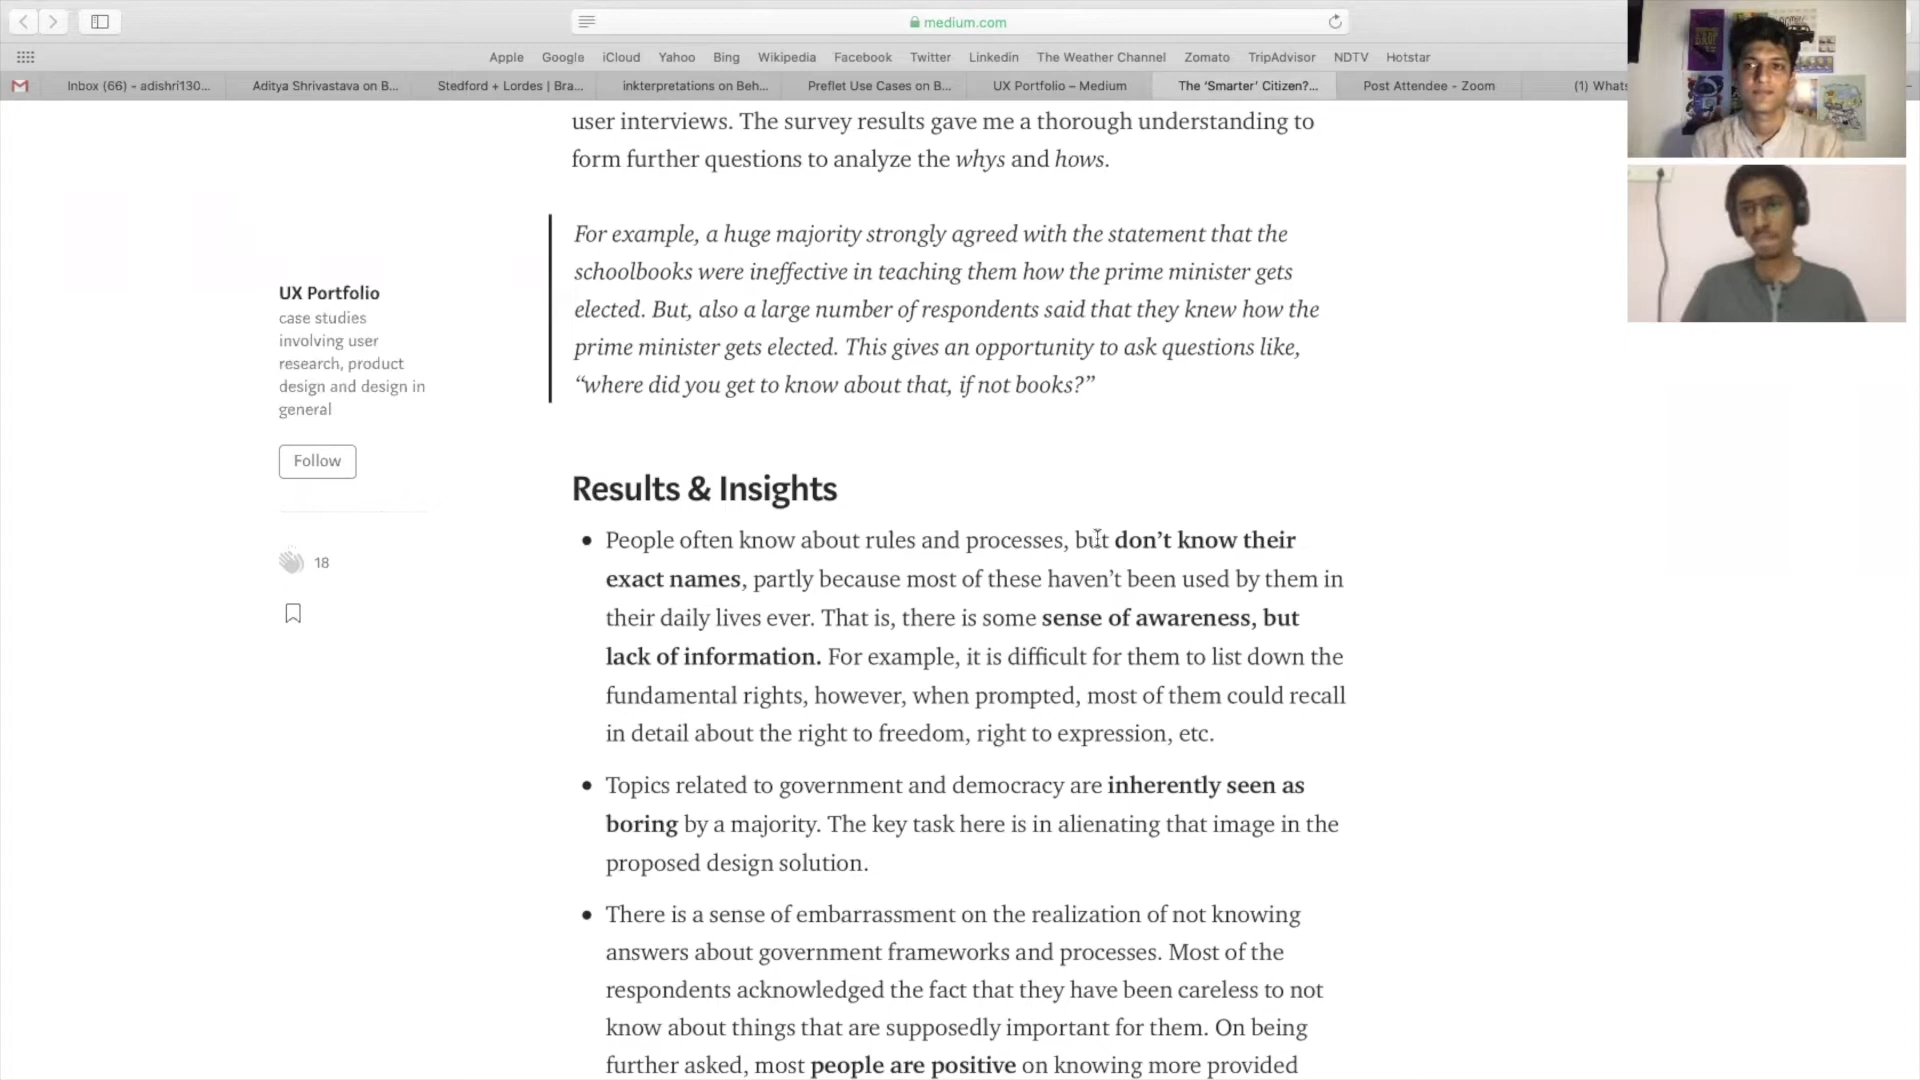 medium.com
Apple Google iCloud Yahoo Bing Wikipedia Facebook Twitter Linkedin The Weather Channel Zomato TripAdvisor NDTV Hotstar
Inbox (66) - adishri130... Aditya Shrivastava on B... Stedford + Lordes | Bra... inkterpretations on Beh... Preflet Use Cases on B... UX Portfolio – Medium The ‘Smarter’ Citizen?... Post Attendee - Zoom (1) Whats
user interviews. The survey results gave me a thorough understanding to
form further questions to analyze the whys and hows.
For example, a huge majority strongly agreed with the statement that the
schoolbooks were ineffective in teaching them how the prime minister gets
elected. But, also a large number of respondents said that they knew how the
prime minister gets elected. This gives an opportunity to ask questions like,
“where did you get to know about that, if not books?”
UX Portfolio
case studies
involving user
research, product
design and design in
general
Follow
18
Results & Insights
• People often know about rules and processes, but don’t know their
exact names, partly because most of these haven’t been used by them in
their daily lives ever. That is, there is some sense of awareness, but
lack of information. For example, it is difficult for them to list down the
fundamental rights, however, when prompted, most of them could recall
in detail about the right to freedom, right to expression, etc.
• Topics related to government and democracy are inherently seen as
boring by a majority. The key task here is in alienating that image in the
proposed design solution.
• There is a sense of embarrassment on the realization of not knowing
answers about government frameworks and processes. Most of the
respondents acknowledged the fact that they have been careless to not
know about things that are supposedly important for them. On being
further asked, most people are positive on knowing more provided